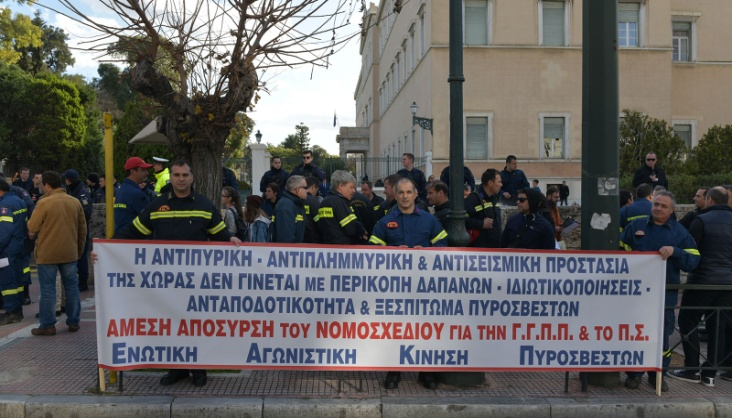 Η ΑΝΤΙΠΥΡΙΚΗ - ΑΝΤΙΠΛΗΜΜΥΡΙΚΗ & ΑΝΤΙΣΕΙΣΜΙΚΗ ΠΡΟΣΤΑΣΙΑ
ΤΗΣ ΧΩΡΑΣ ΔΕΝ ΓΙΝΕΤΑΙ ΜΕ ΠΕΡΙΚΟΠΗ ΔΑΠΑΝΩΝ - ΙΔΙΩΤΙΚΟΠΟΙΗΣΕΙΣ -
ΑΝΤΑΠΟΔΟΤΙΚΟΤΗΤΑ & ΞΕΣΠΙΤΩΜΑ ΠΥΡΟΣΒΕΣΤΩΝ
ΑΜΕΣΗ ΑΠΟΣΥΡΣΗ ΤΟΥ ΝΟΜΟΣΧΕΔΙΟΥ ΓΙΑ ΤΗΝ Γ.Γ.Π.Π. & ΤΟ Π.Σ.
ΕΝΩΤΙΚΗ ΑΓΩΝΙΣΤΙΚΗ ΚΙΝΗΣΗ ΠΥΡΟΣΒΕΣΤΩΝ